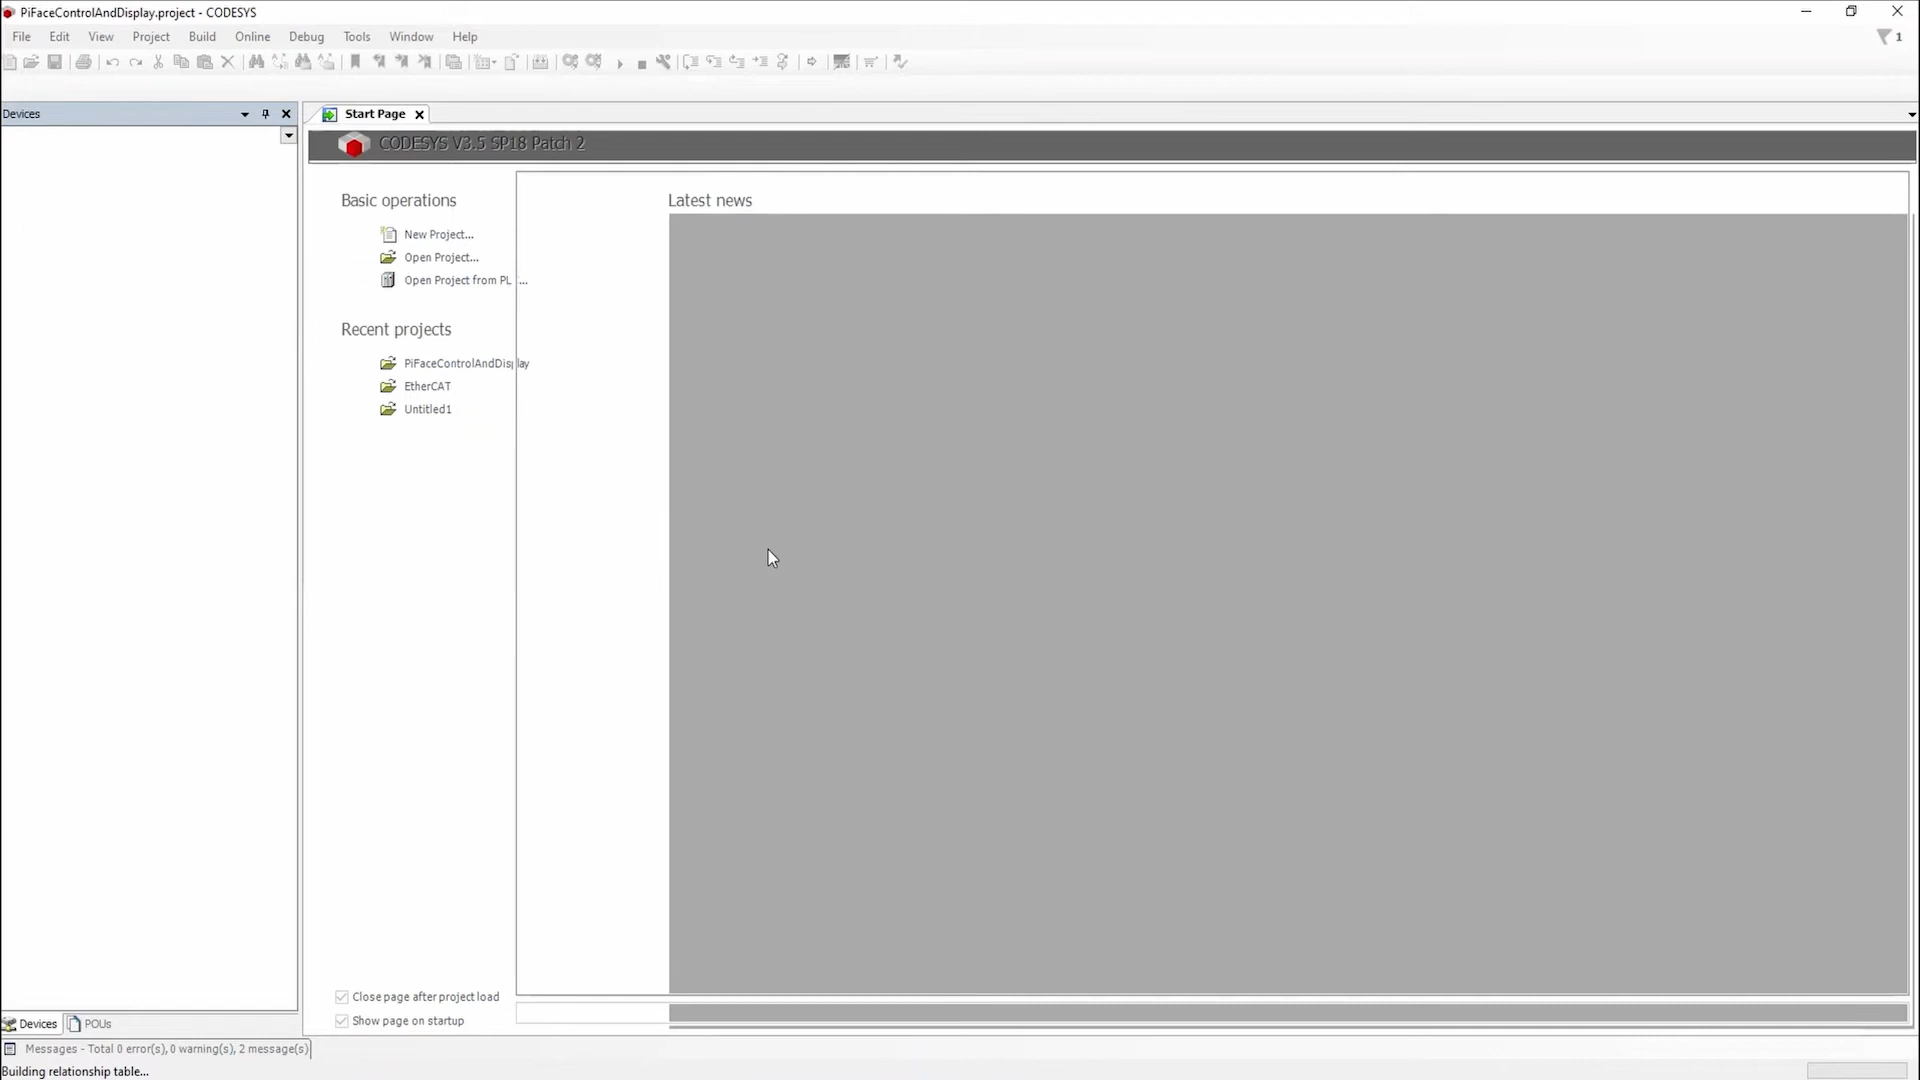 PiFaceControlAndDisplay.project - CODESYS
File Edit View Project Build Online Debug Tools Window Help
1
Devices
Start Page
CODESYS V3.5 SP18 Patch 2
Basic operations
Latest news
New Project...
Open Project...
Open Project from PL ...
Recent projects
PiFaceControlAndDisplay
EtherCAT
Untitled1
Close page after project load
Show page on startup
Devices POUs
Messages - Total 0 error(s), 0 warning(s), 2 message(s)
Building relationship table...